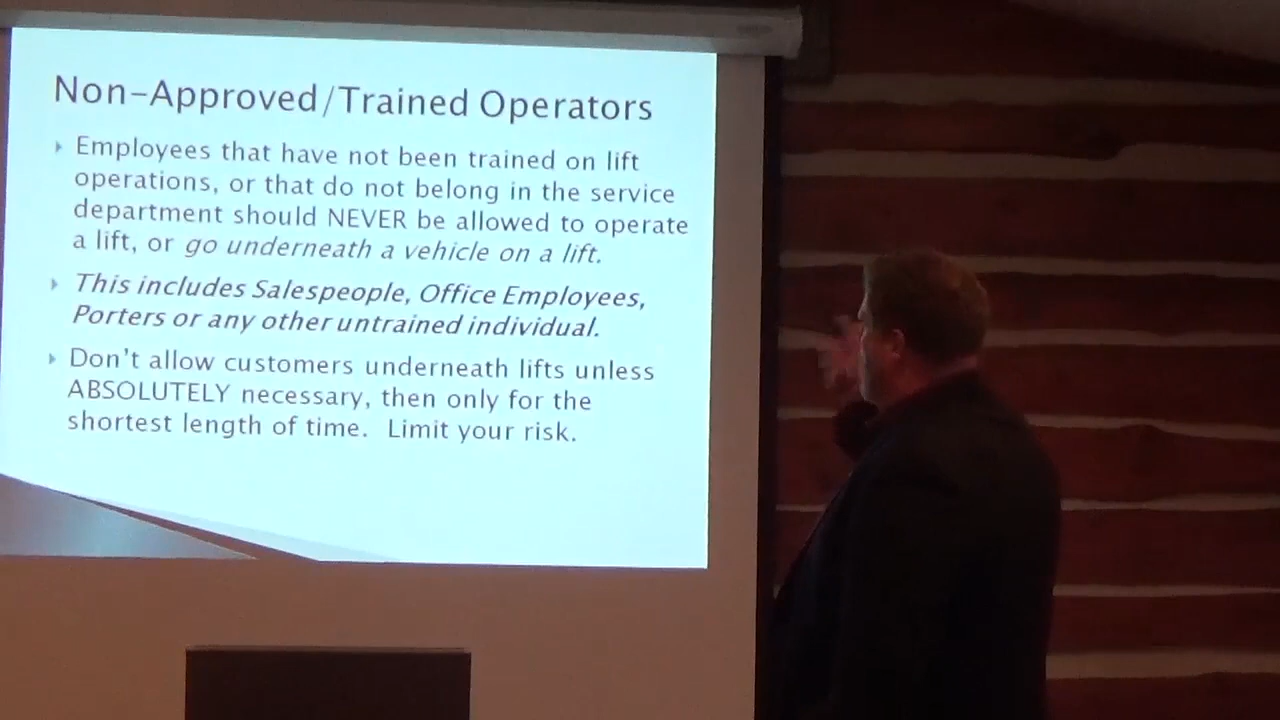 Non-Approved/Trained Operators
Employees that have not been trained on lift
operations, or that do not belong in the service
department should NEVER be allowed to operate
a lift, or go underneath a vehicle on a lift.
This includes Salespeople, Office Employees,
Porters or any other untrained individual.
Don't allow customers underneath lifts unless
ABSOLUTELY necessary, then only for the
shortest length of time.  Limit your risk.